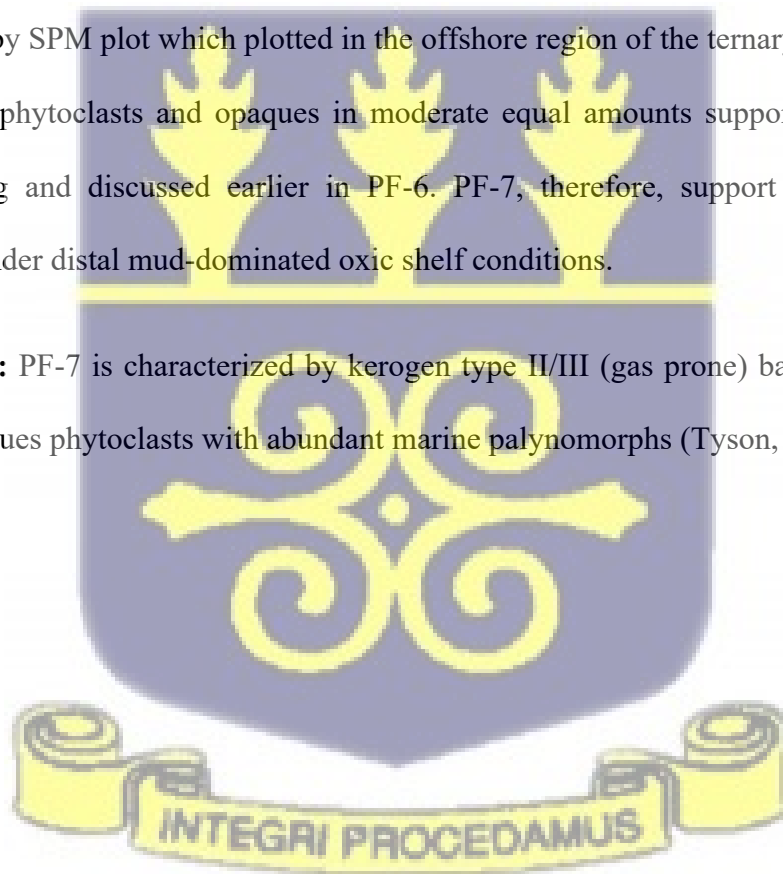 by SPM plot which plotted in the offshore region of the ternary
phytoclasts and opaques in moderate equal amounts suppor
g and discussed earlier in PF-6. PF-7, therefore, support
der distal mud-dominated oxic shelf conditions.
: PF-7 is characterized by kerogen type II/III (gas prone) ba
ues phytoclasts with abundant marine palynomorphs (Tyson,
INTEGRI PROCEDAMUS